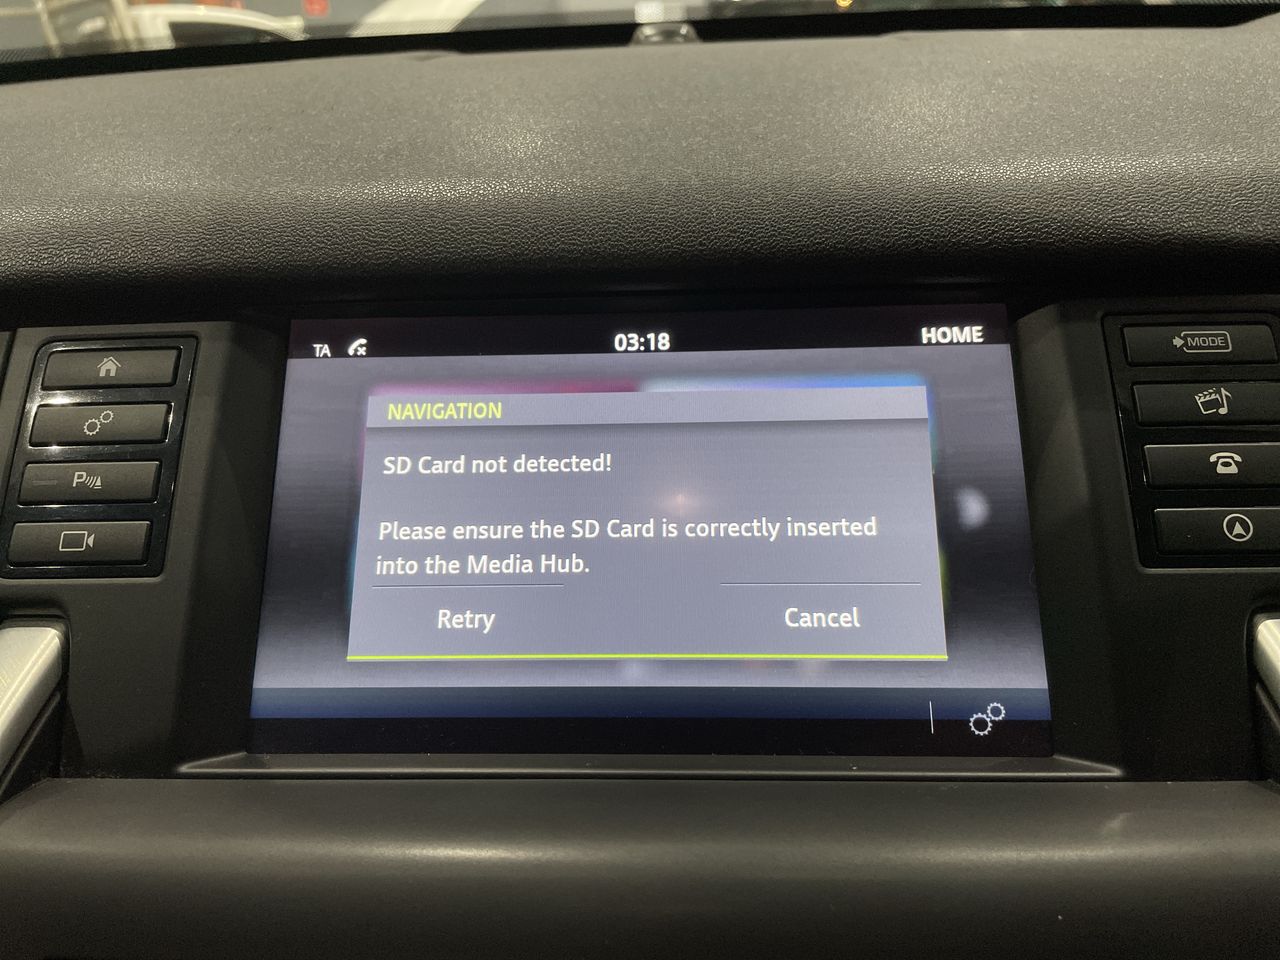 TA 03:18 HOME
NAVIGATION
SD Card not detected!
Please ensure the SD Card is correctly inserted
into the Media Hub.
Retry Cancel
MODE
P